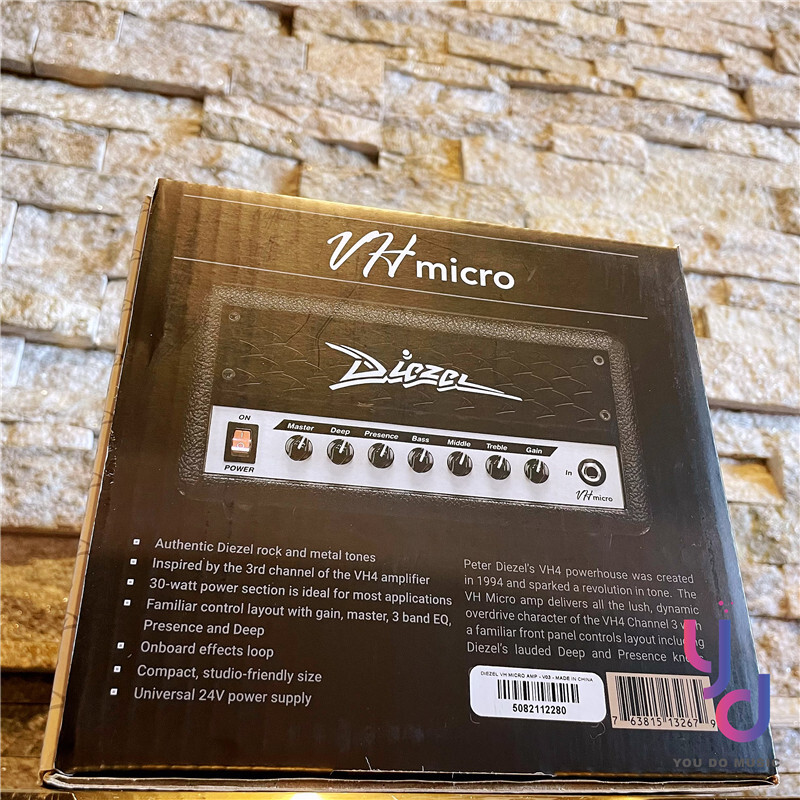 VH micro
Diezel
ON
POWER
Master Deep Presence Bass Middle Treble Gain
In
VH micro
Authentic Diezel rock and metal tones
Inspired by the 3rd channel of the VH4 amplifier
30-watt power section is ideal for most applications
Familiar control layout with gain, master, 3 band EQ,
Presence and Deep
Onboard effects loop
Compact, studio-friendly size
Universal 24V power supply
Peter Diezel's VH4 powerhouse was created
in 1994 and sparked a revolution in tone. The
VH Micro amp delivers all the lush, dynamic
overdrive character of the VH4 Channel 3 with
a familiar front panel controls layout including
Diezel's lauded Deep and Presence knobs
DIEZEL VH MICRO AMP - V03 - MADE IN CHINA
5082112280
7 63815 13267 9
YOU DO MUSIC